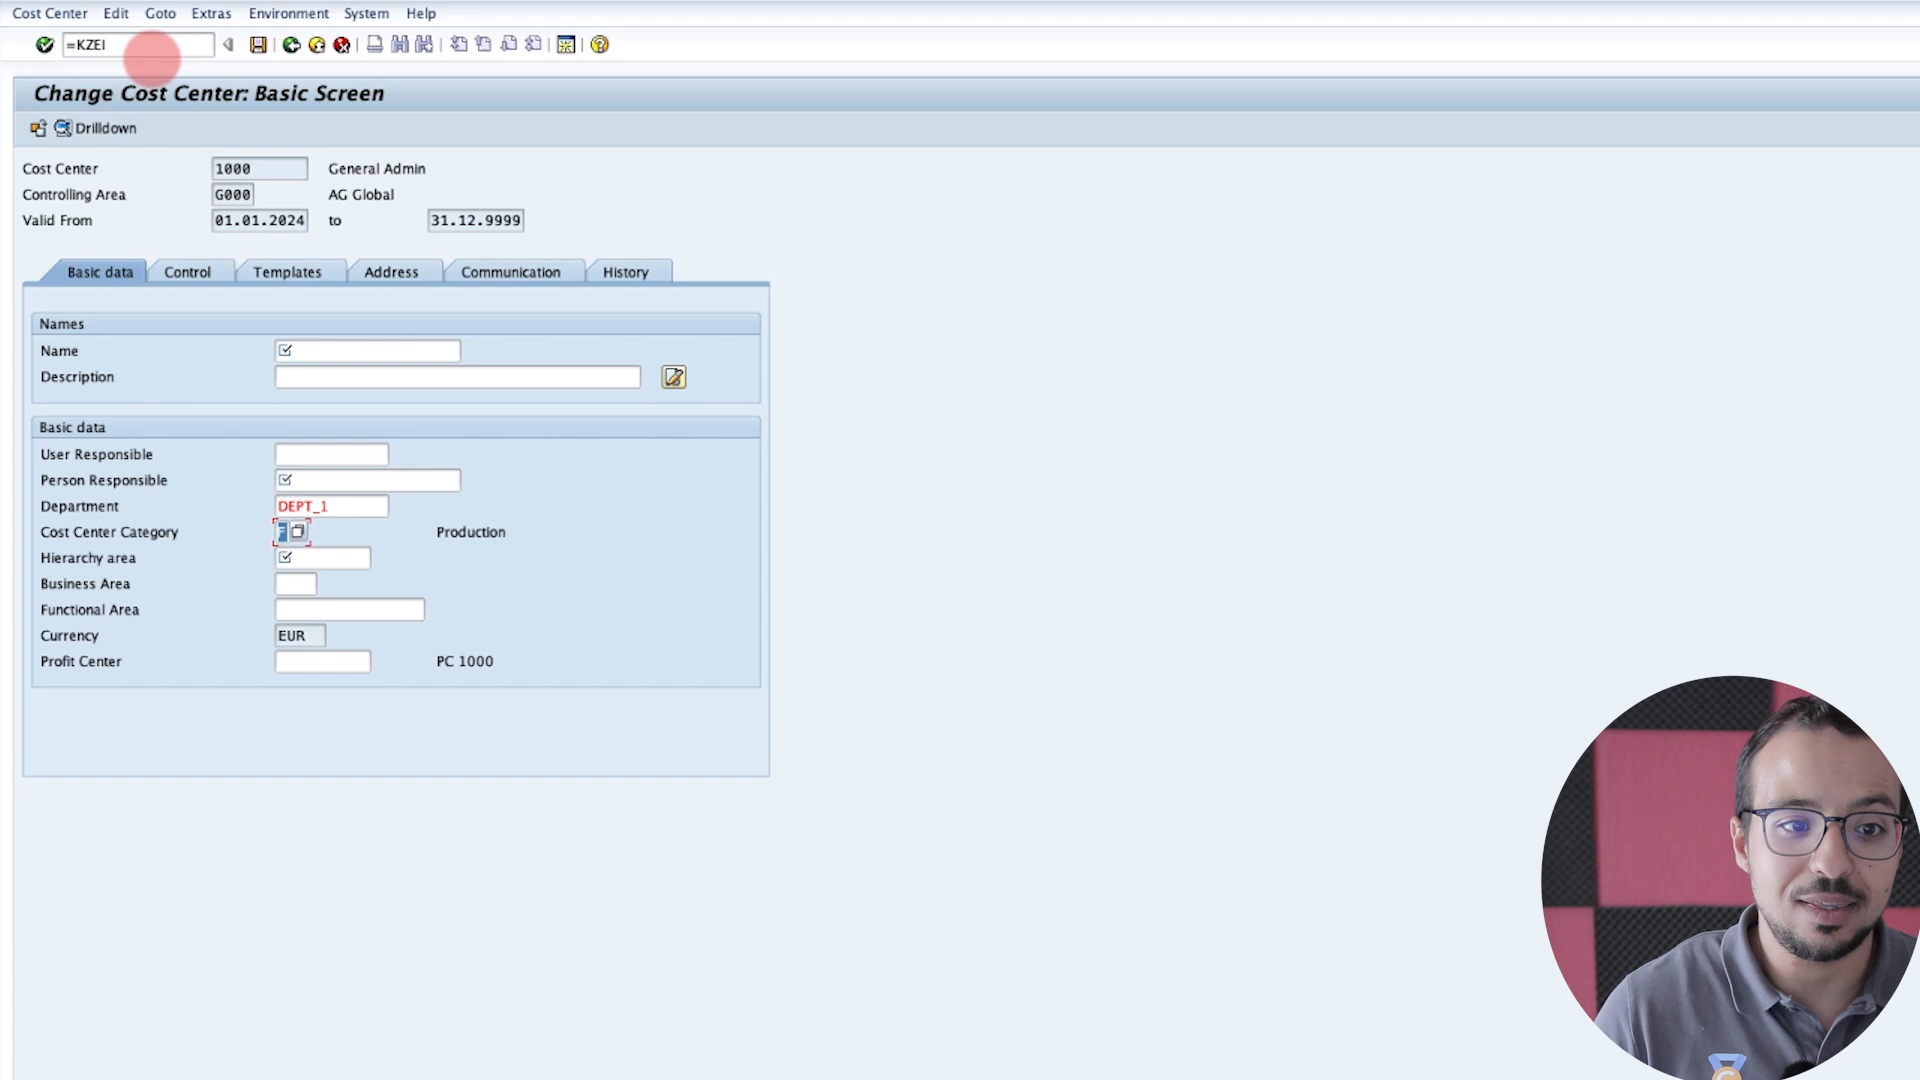 Cost Center Edit Goto Extras Environment System Help
=KZEI
Change Cost Center: Basic Screen
Drilldown
Cost Center 1000 General Admin
Controlling Area G000 AG Global
Valid From 01.01.2024 to 31.12.9999
Basic data Control Templates Address Communication History
Names
Name
Description
Basic data
User Responsible
Person Responsible
Department DEPT_1
Cost Center Category Production
Hierarchy area
Business Area
Functional Area
Currency EUR
Profit Center PC 1000